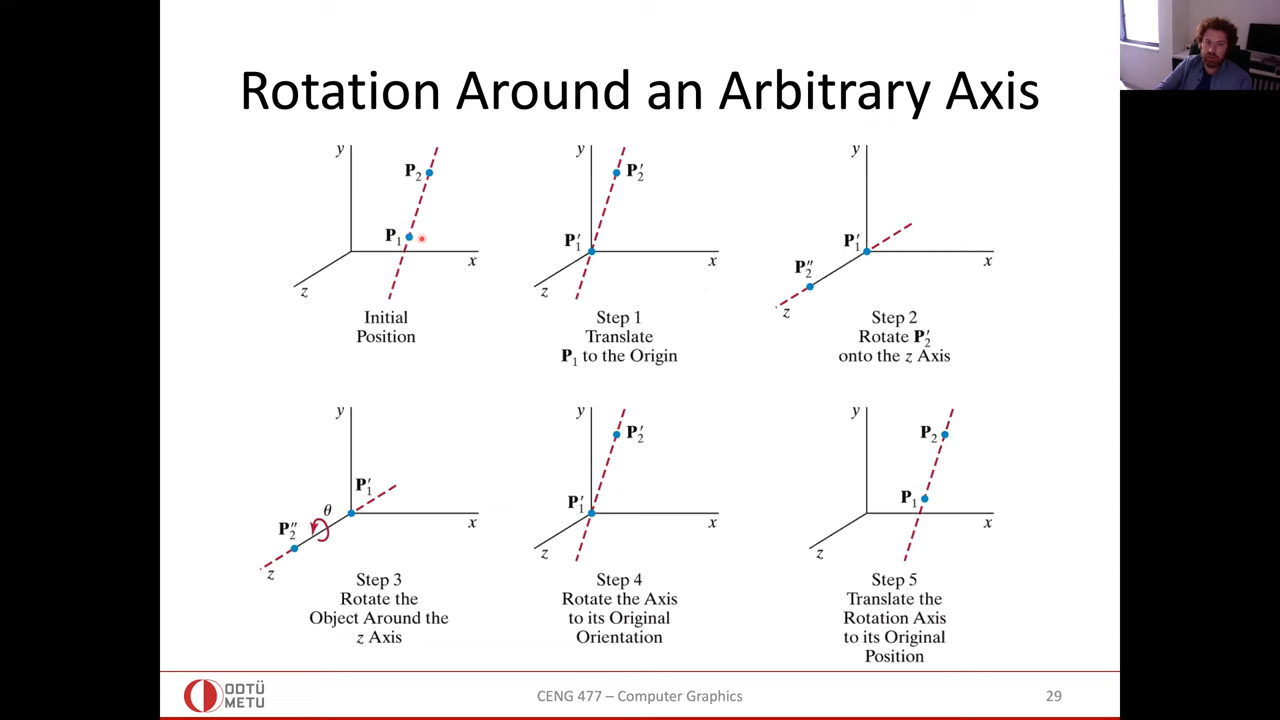 Rotation Around an Arbitrary Axis
y
P2
P1
x
z
Initial
Position
y
P′2
P′1
x
z
Step 1
Translate
P1 to the Origin
y
P′1
P″2
x
z
Step 2
Rotate P′2
onto the z Axis
y
P′1
θ
P″2
x
z
Step 3
Rotate the
Object Around the
z Axis
y
P′2
P′1
x
z
Step 4
Rotate the Axis
to its Original
Orientation
y
P2
P1
x
z
Step 5
Translate the
Rotation Axis
to its Original
Position
ODTÜ
METU
CENG 477 – Computer Graphics
29